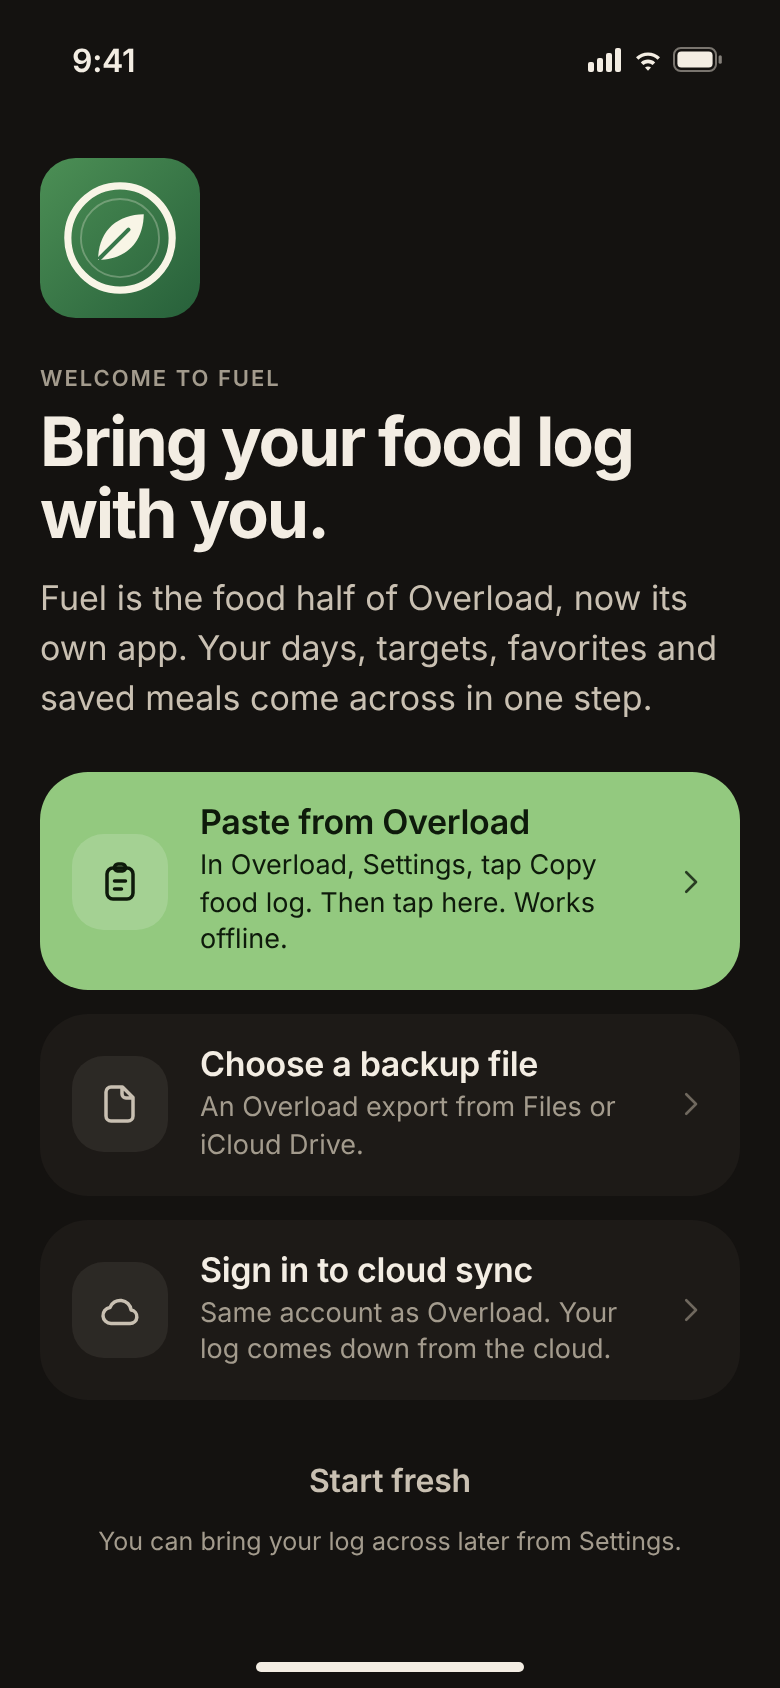 9:41
WELCOME TO FUEL
Bring your food log
with you.
Fuel is the food half of Overload, now its
own app. Your days, targets, favorites and
saved meals come across in one step.
Paste from Overload
In Overload, Settings, tap Copy
food log. Then tap here. Works
offline.
Choose a backup file
An Overload export from Files or
iCloud Drive.
Sign in to cloud sync
Same account as Overload. Your
log comes down from the cloud.
Start fresh
You can bring your log across later from Settings.